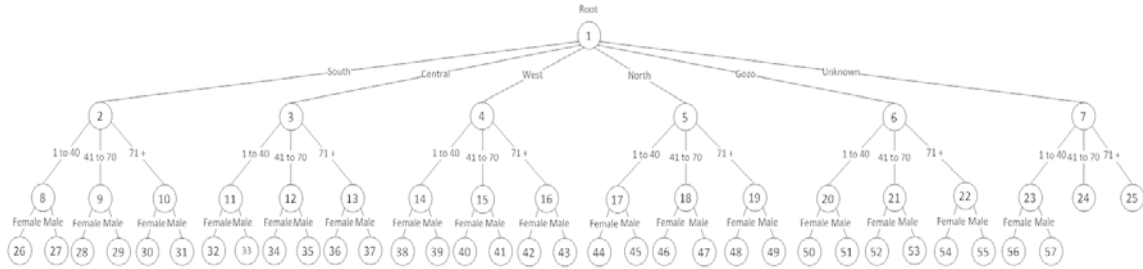 Root
1
South Central West North Gozo Unknown
2 3 4 5 6 7
1 to 40 41 to 70 71 + 1 to 40 41 to 70 71 + 1 to 40 41 to 70 71 + 1 to 40 41 to 70 71 + 1 to 40 41 to 70 71 + 1 to 40 41 to 70 71 +
8 9 10 11 12 13 14 15 16 17 18 19 20 21 22 23 24 25
Female Male Female Male Female Male Female Male Female Male Female Male Female Male Female Male Female Male Female Male Female Male Female Male Female Male Female Male Female Male Female Male
26 27 28 29 30 31 32 33 34 35 36 37 38 39 40 41 42 43 44 45 46 47 48 49 50 51 52 53 54 55 56 57